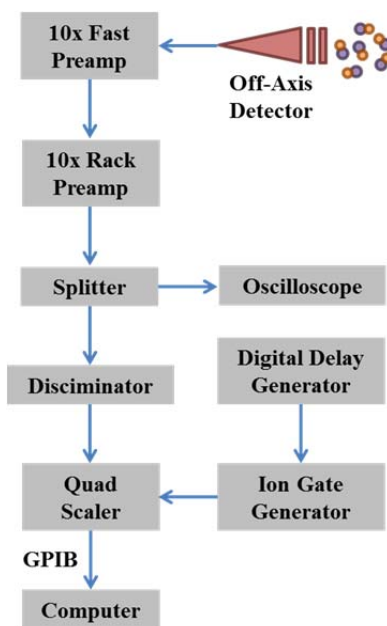 10x Fast
Preamp
Off-Axis
Detector
10x Rack
Preamp
Splitter
Oscilloscope
Digital Delay
Generator
Disciminator
Quad
Scaler
Ion Gate
Generator
GPIB
Computer